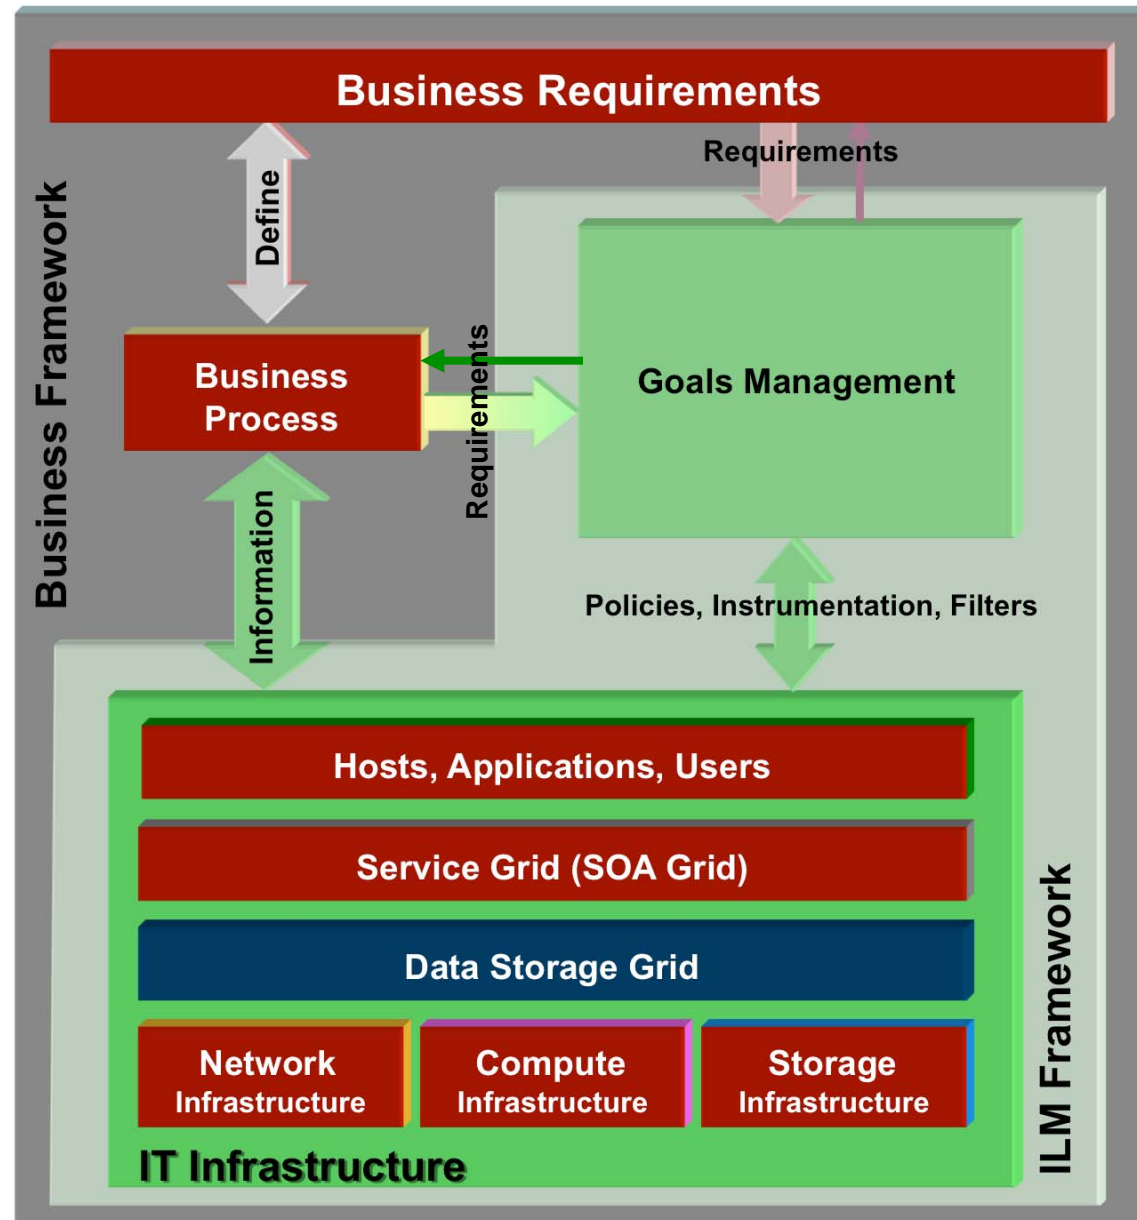 Business Requirements
Requirements
Define
Business Framework
Business
Process
Requirements
Goals Management
Information
Policies, Instrumentation, Filters
Hosts, Applications, Users
Service Grid (SOA Grid)
Data Storage Grid
Network
Infrastructure
Compute
Infrastructure
Storage
Infrastructure
IT Infrastructure
ILM Framework